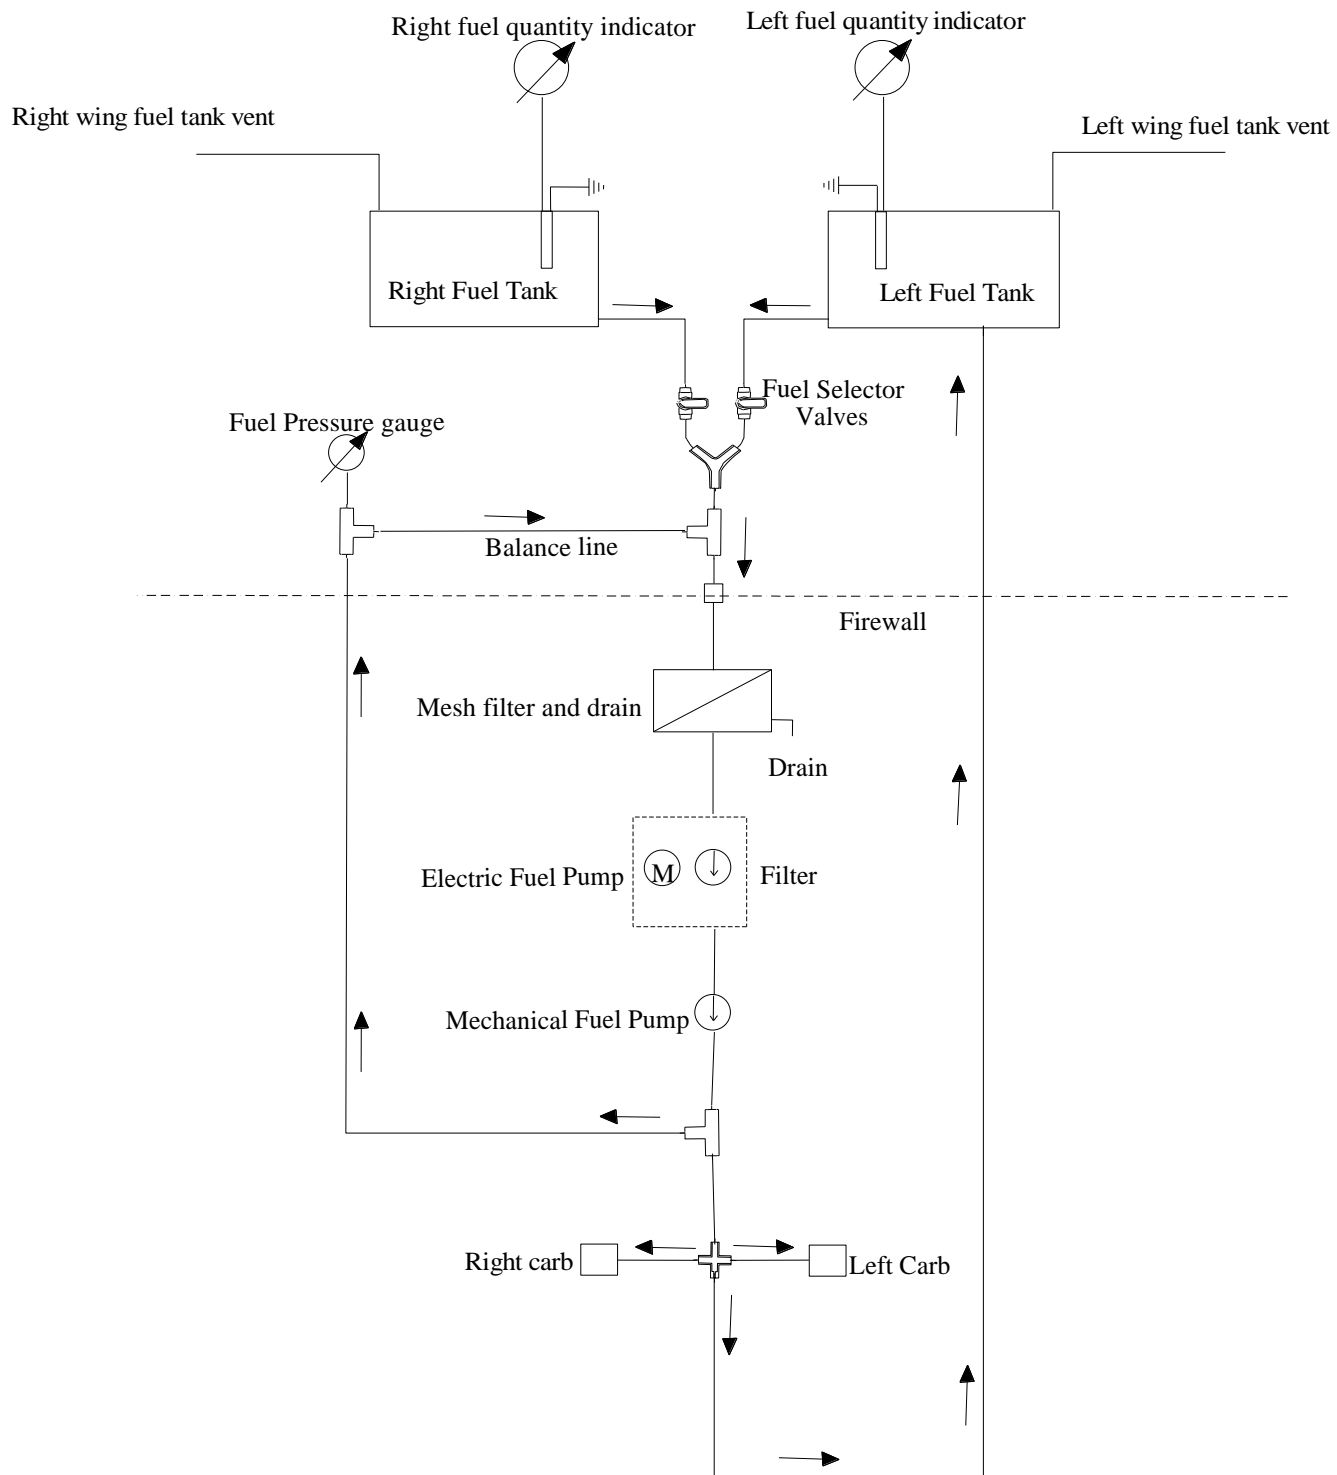 Right fuel quantity indicator
Left fuel quantity indicator
Right wing fuel tank vent
Left wing fuel tank vent
Right Fuel Tank
Left Fuel Tank
Fuel Selector
Valves
Fuel Pressure gauge
Balance line
Firewall
Mesh filter and drain
Drain
Electric Fuel Pump
M
Filter
Mechanical Fuel Pump
Right carb
Left Carb